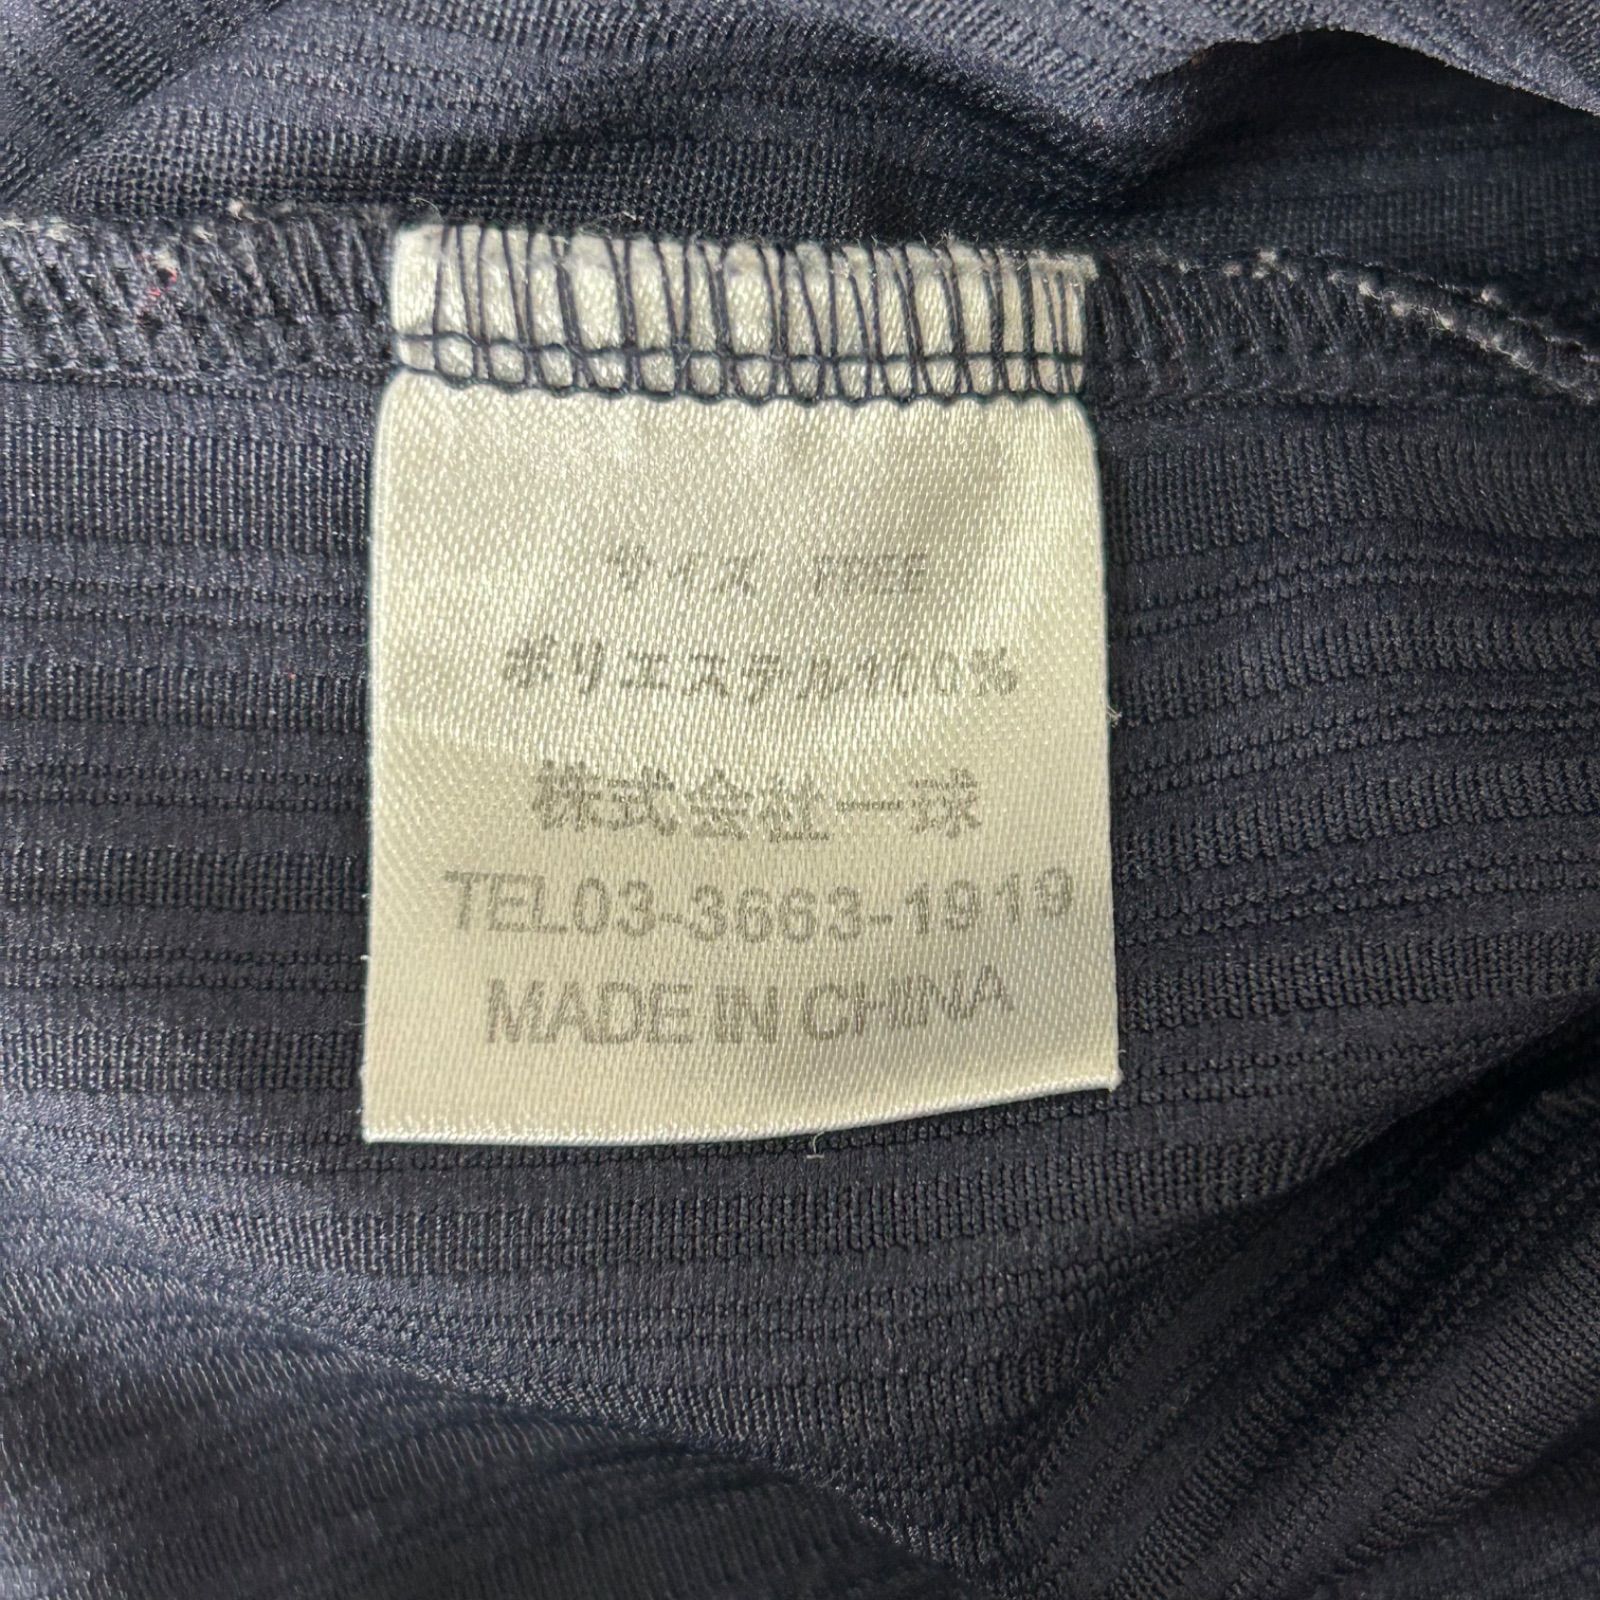 サイズ FREE
ポリエステル100%
株式会社一球
TEL03-3663-1919
MADE IN CHINA